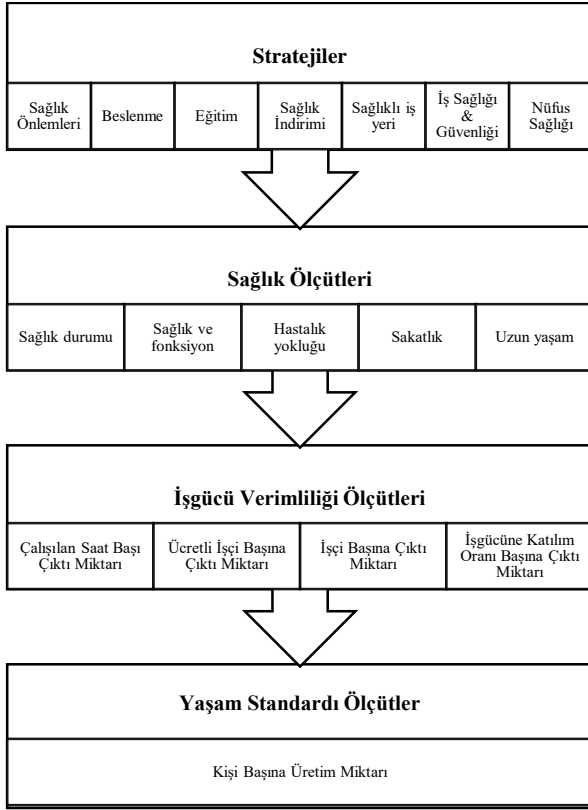 Stratejiler
Sağlık
Önlemleri
Beslenme
Eğitim
Sağlık
İndirimi
Sağlıklı iş
yeri
İş Sağlığı
&
Güvenliği
Nüfus
Sağlığı
Sağlık Ölçütleri
Sağlık durumu
Sağlık ve
fonksiyon
Hastalık
yokluğu
Sakatlık
Uzun yaşam
İşgücü Verimliliği Ölçütleri
Çalışılan Saat Başı
Çıktı Miktarı
Ücretli İşçi Başına
Çıktı Miktarı
İşçi Başına Çıktı
Miktarı
İşgücüne Katılım
Oranı Başına Çıktı
Miktarı
Yaşam Standardı Ölçütler
Kişi Başına Üretim Miktarı